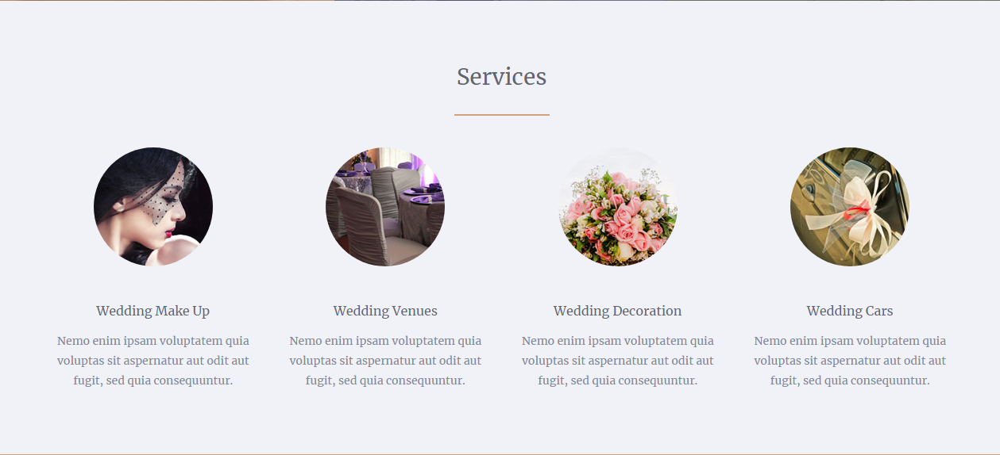 Services
Wedding Make Up
Nemo enim ipsam voluptatem quia
voluptas sit aspernatur aut odit aut
fugit, sed quia consequuntur.
Wedding Venues
Nemo enim ipsam voluptatem quia
voluptas sit aspernatur aut odit aut
fugit, sed quia consequuntur.
Wedding Decoration
Nemo enim ipsam voluptatem quia
voluptas sit aspernatur aut odit aut
fugit, sed quia consequuntur.
Wedding Cars
Nemo enim ipsam voluptatem quia
voluptas sit aspernatur aut odit aut
fugit, sed quia consequuntur.